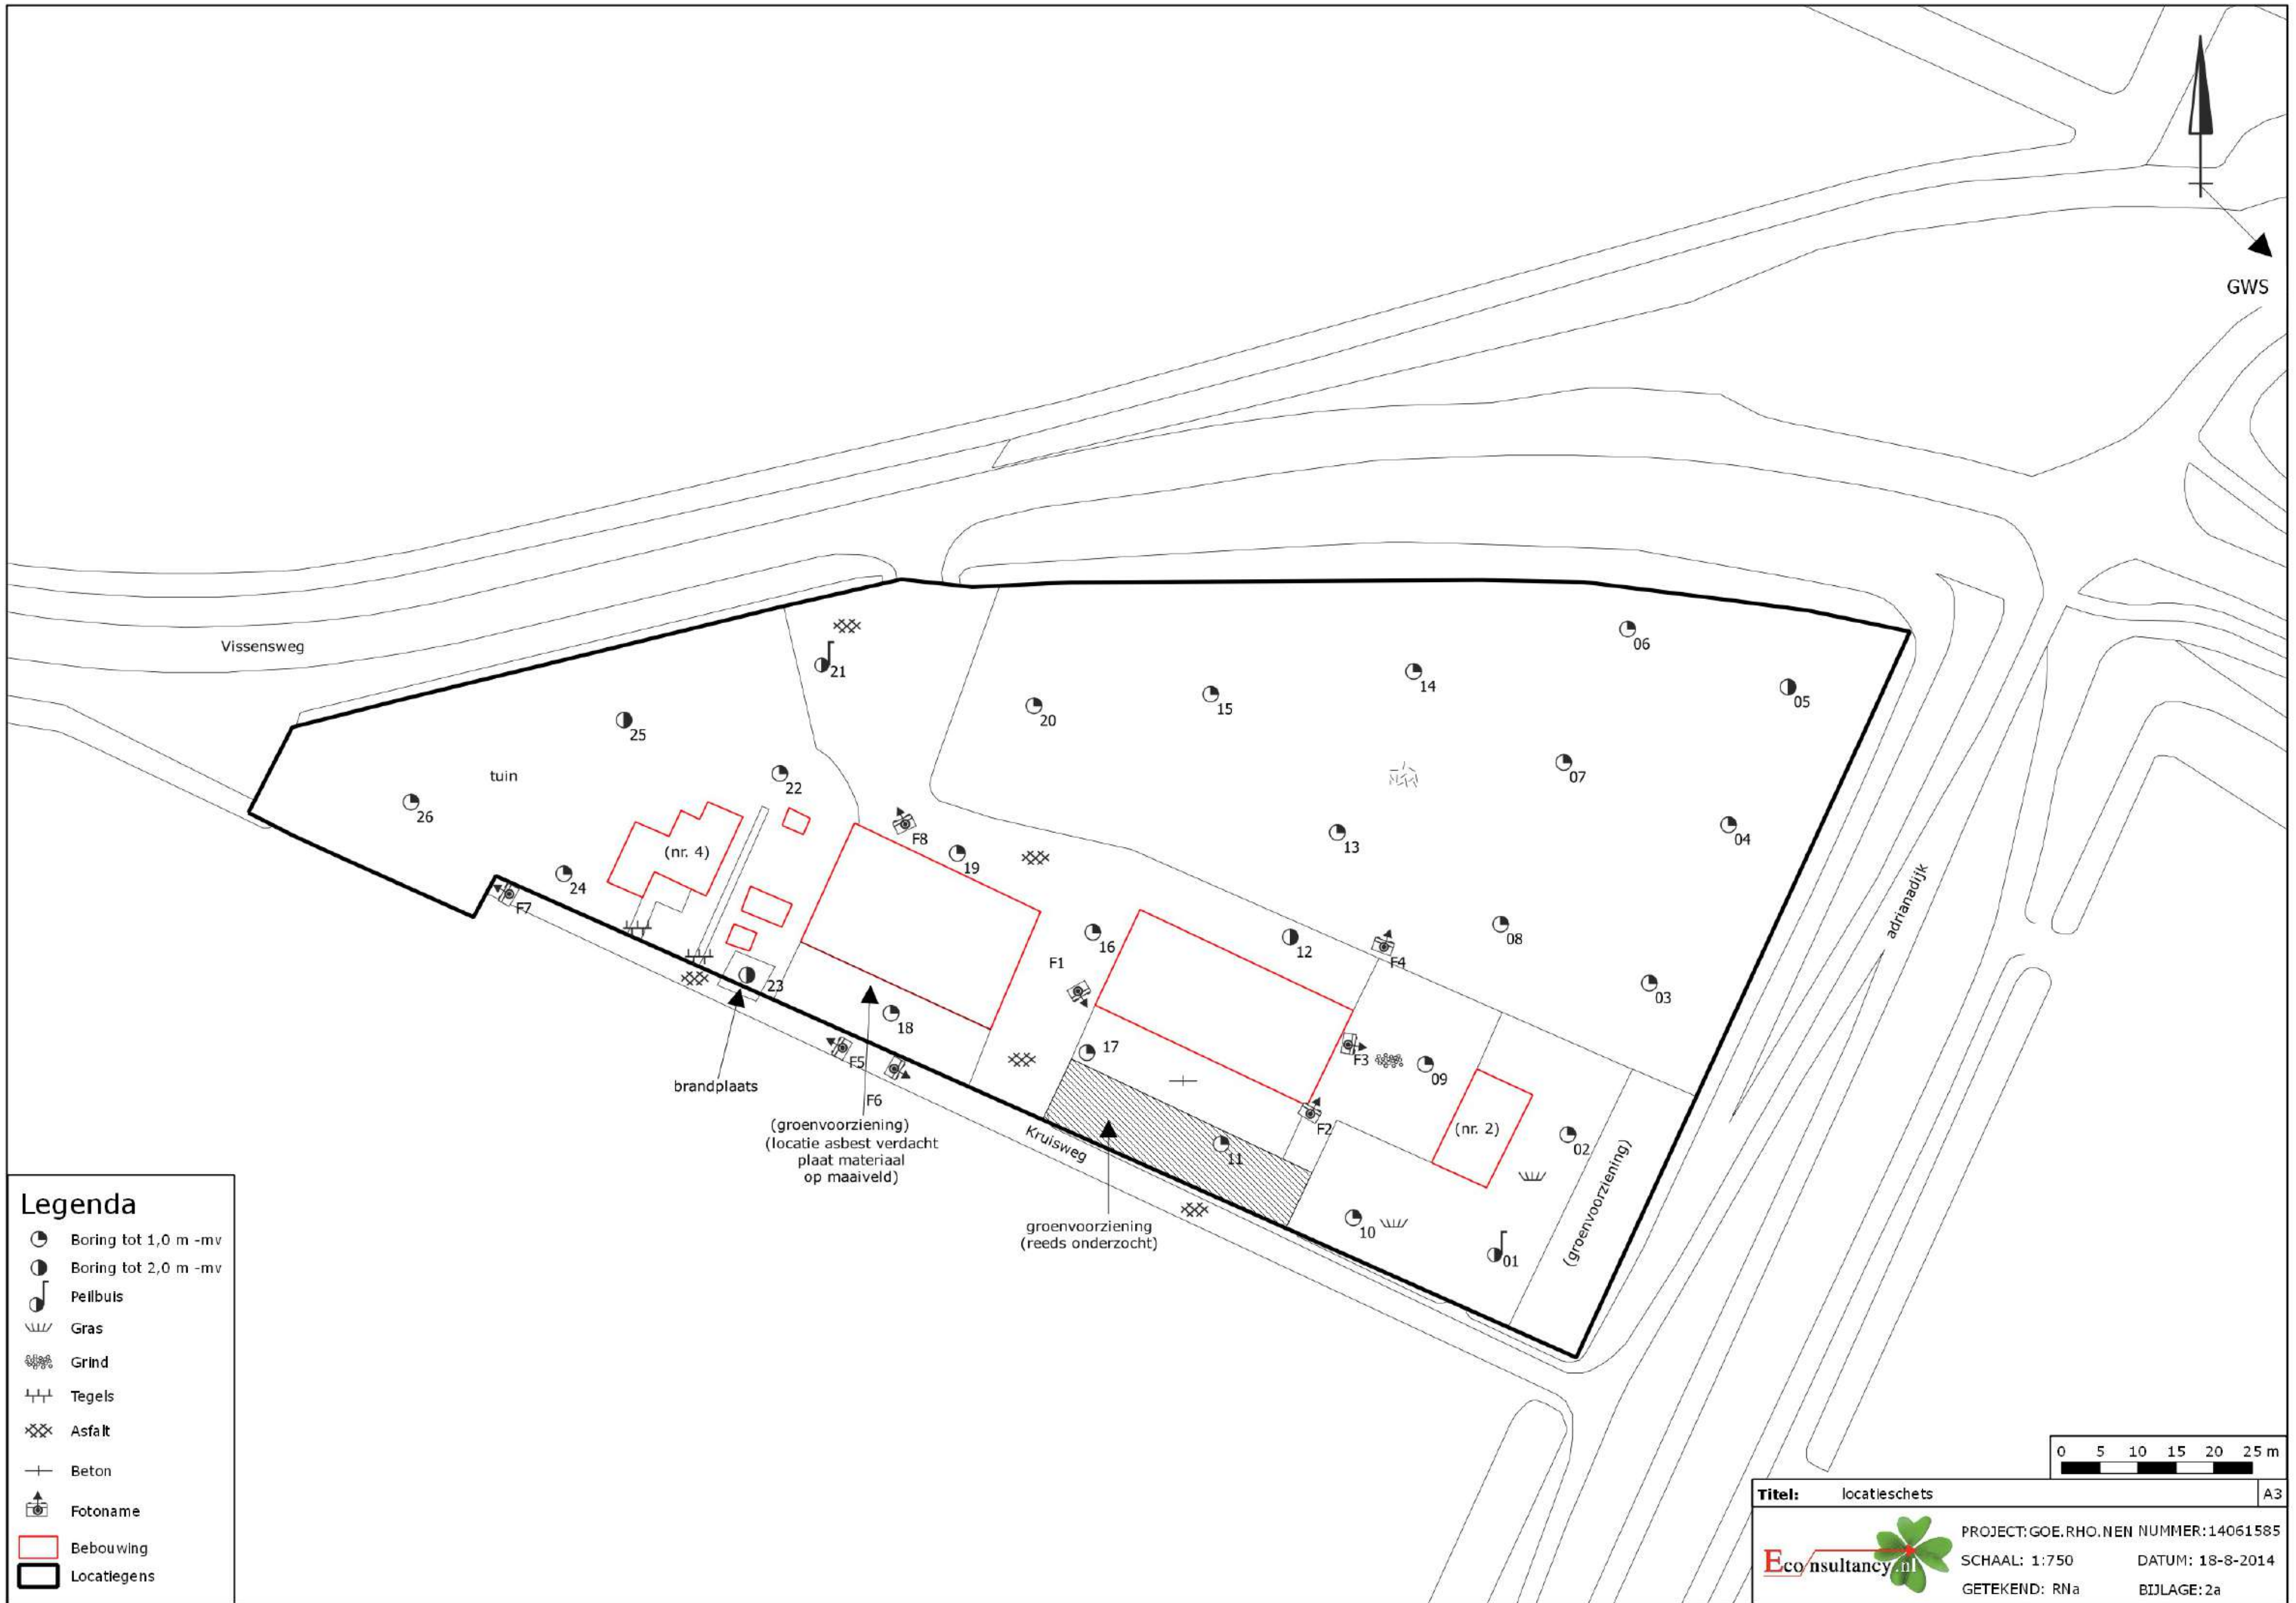 GWS
Vissensweg
06
14
05
15
21
20
25
tuin
07
22
26
04
F8
13
(nr. 4)
19
24
F7
adrianadijk
16
12
08
F4
F1
23
03
18
17
F5
F3
09
brandplaats
F6
(groenvoorziening)
(locatie asbest verdacht
plaat materiaal
op maaiveld)
Kruisweg
F2
(nr. 2)
02
11
(groenvoorziening)
groenvoorziening
(reeds onderzocht)
10
01
Legenda
Boring tot 1,0 m -mv
Boring tot 2,0 m -mv
Peilbuis
Gras
Grind
Tegels
Asfalt
Beton
Fotoname
Bebouwing
Locatiegens
0 5 10 15 20 25 m
Titel: locatieschets A3
Econsultancy.nl
PROJECT:GOE.RHO.NEN NUMMER:14061585
SCHAAL: 1:750 DATUM: 18-8-2014
GETEKEND: RNa BIJLAGE:2a